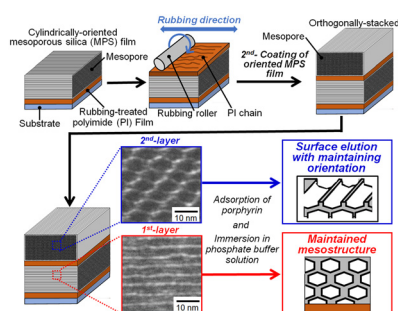 Cylindrically-oriented
mesoporous silica (MPS) film
Mesopore
Substrate
Rubbing-treated
polyimide (PI) Film
Rubbing direction
Rubbing roller
PI chain
2nd- Coating of
oriented MPS
film
Orthogonally-stacked
Mesopore
2nd-layer
10 nm
1st-layer
10 nm
Adsorption of
porphyrin
and
Immersion in
phosphate buffer
solution
Surface elution
with maintaining
orientation
Maintained
mesostructure